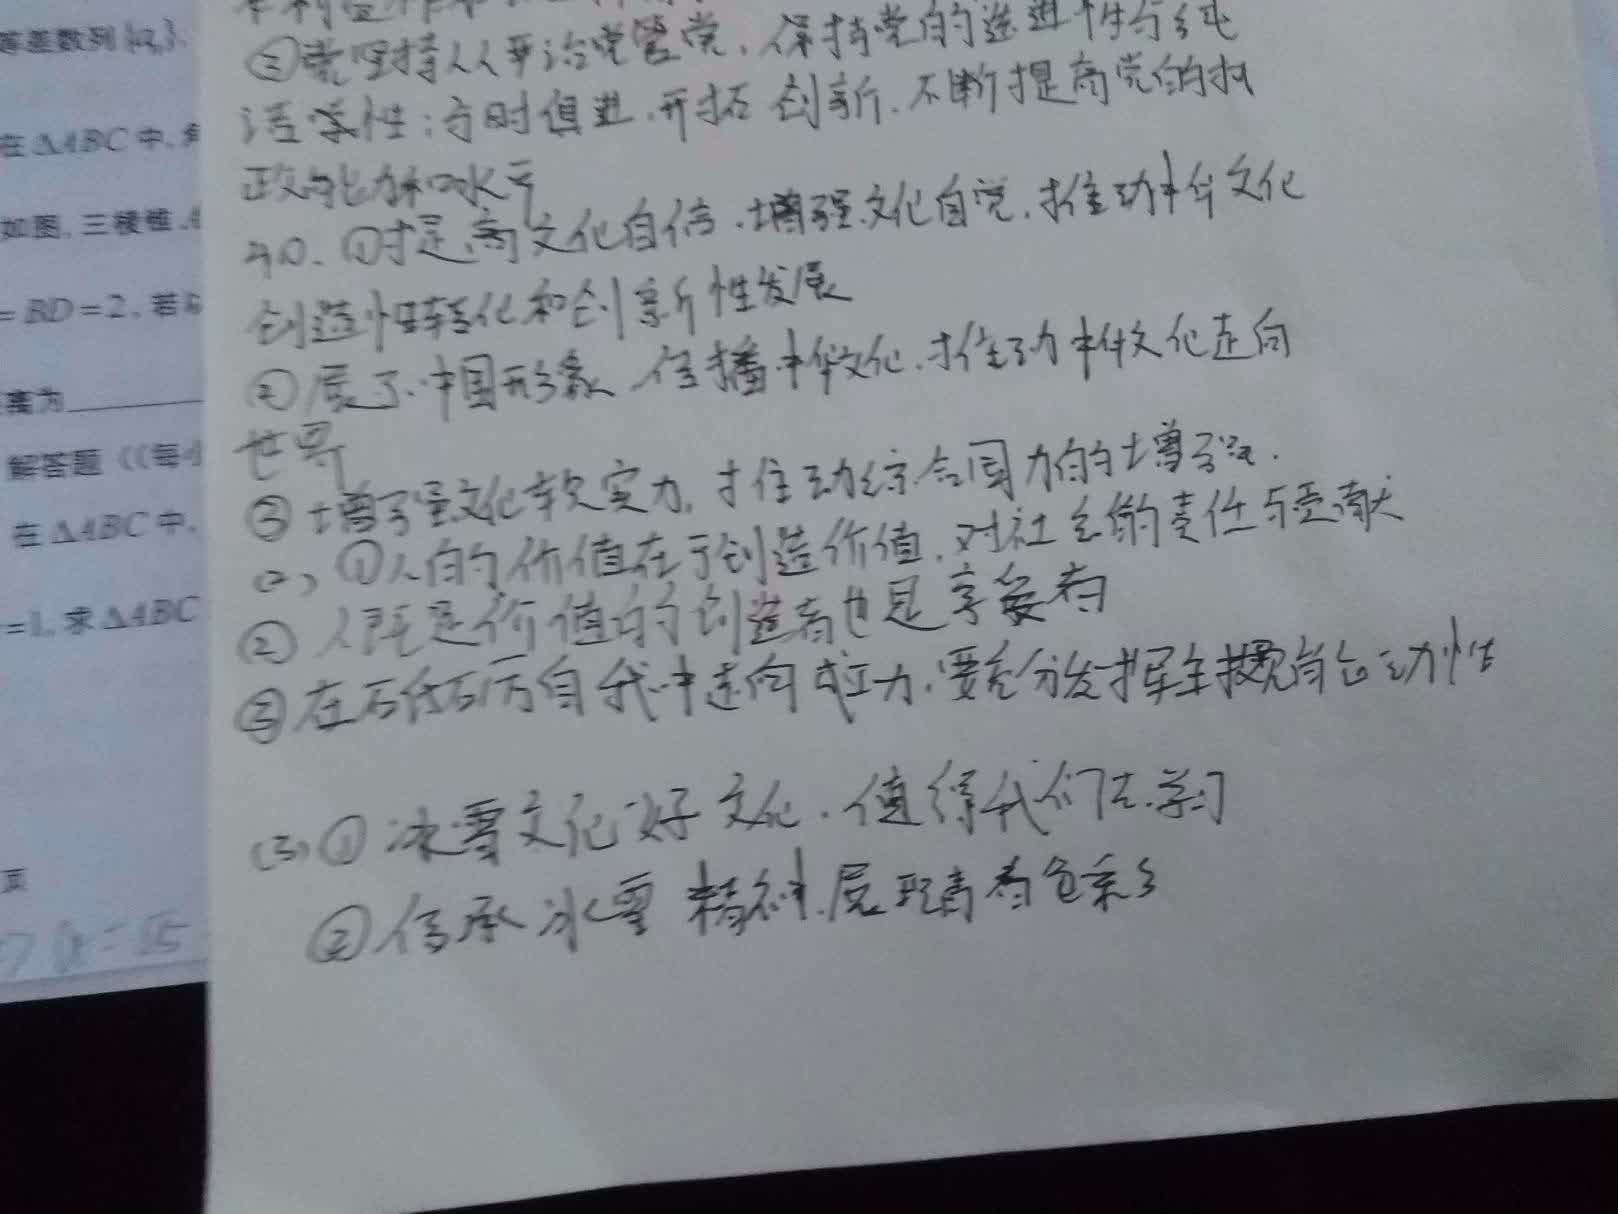 等差数列{a
②党坚持从严治党管党，保持党的先进性与纯
洁性；与时俱进，开拓创新，不断提高党的执
在△ABC中，角
政能力和水平
如图，三棱锥
40、①提高文化自信，增强文化自觉，推动中华文化
创造性转化和创新性发展
=BD=2，若
②展示中国形象，传播中华文化，推动中华文化走向
世界
案为
解答题（(每小
③增强文化软实力，推动综合国力的增强.
在△ABC中，
(2)、①人的价值在于创造价值，对社会的责任与贡献
②人既是价值的创造者也是享受者
=1，求△ABC
③在砥砺自我中走向成功，要充分发挥主观能动性
(3)①冰雪文化好文化，值得我们去学习
②传承冰雪精神，展现青春色彩
页